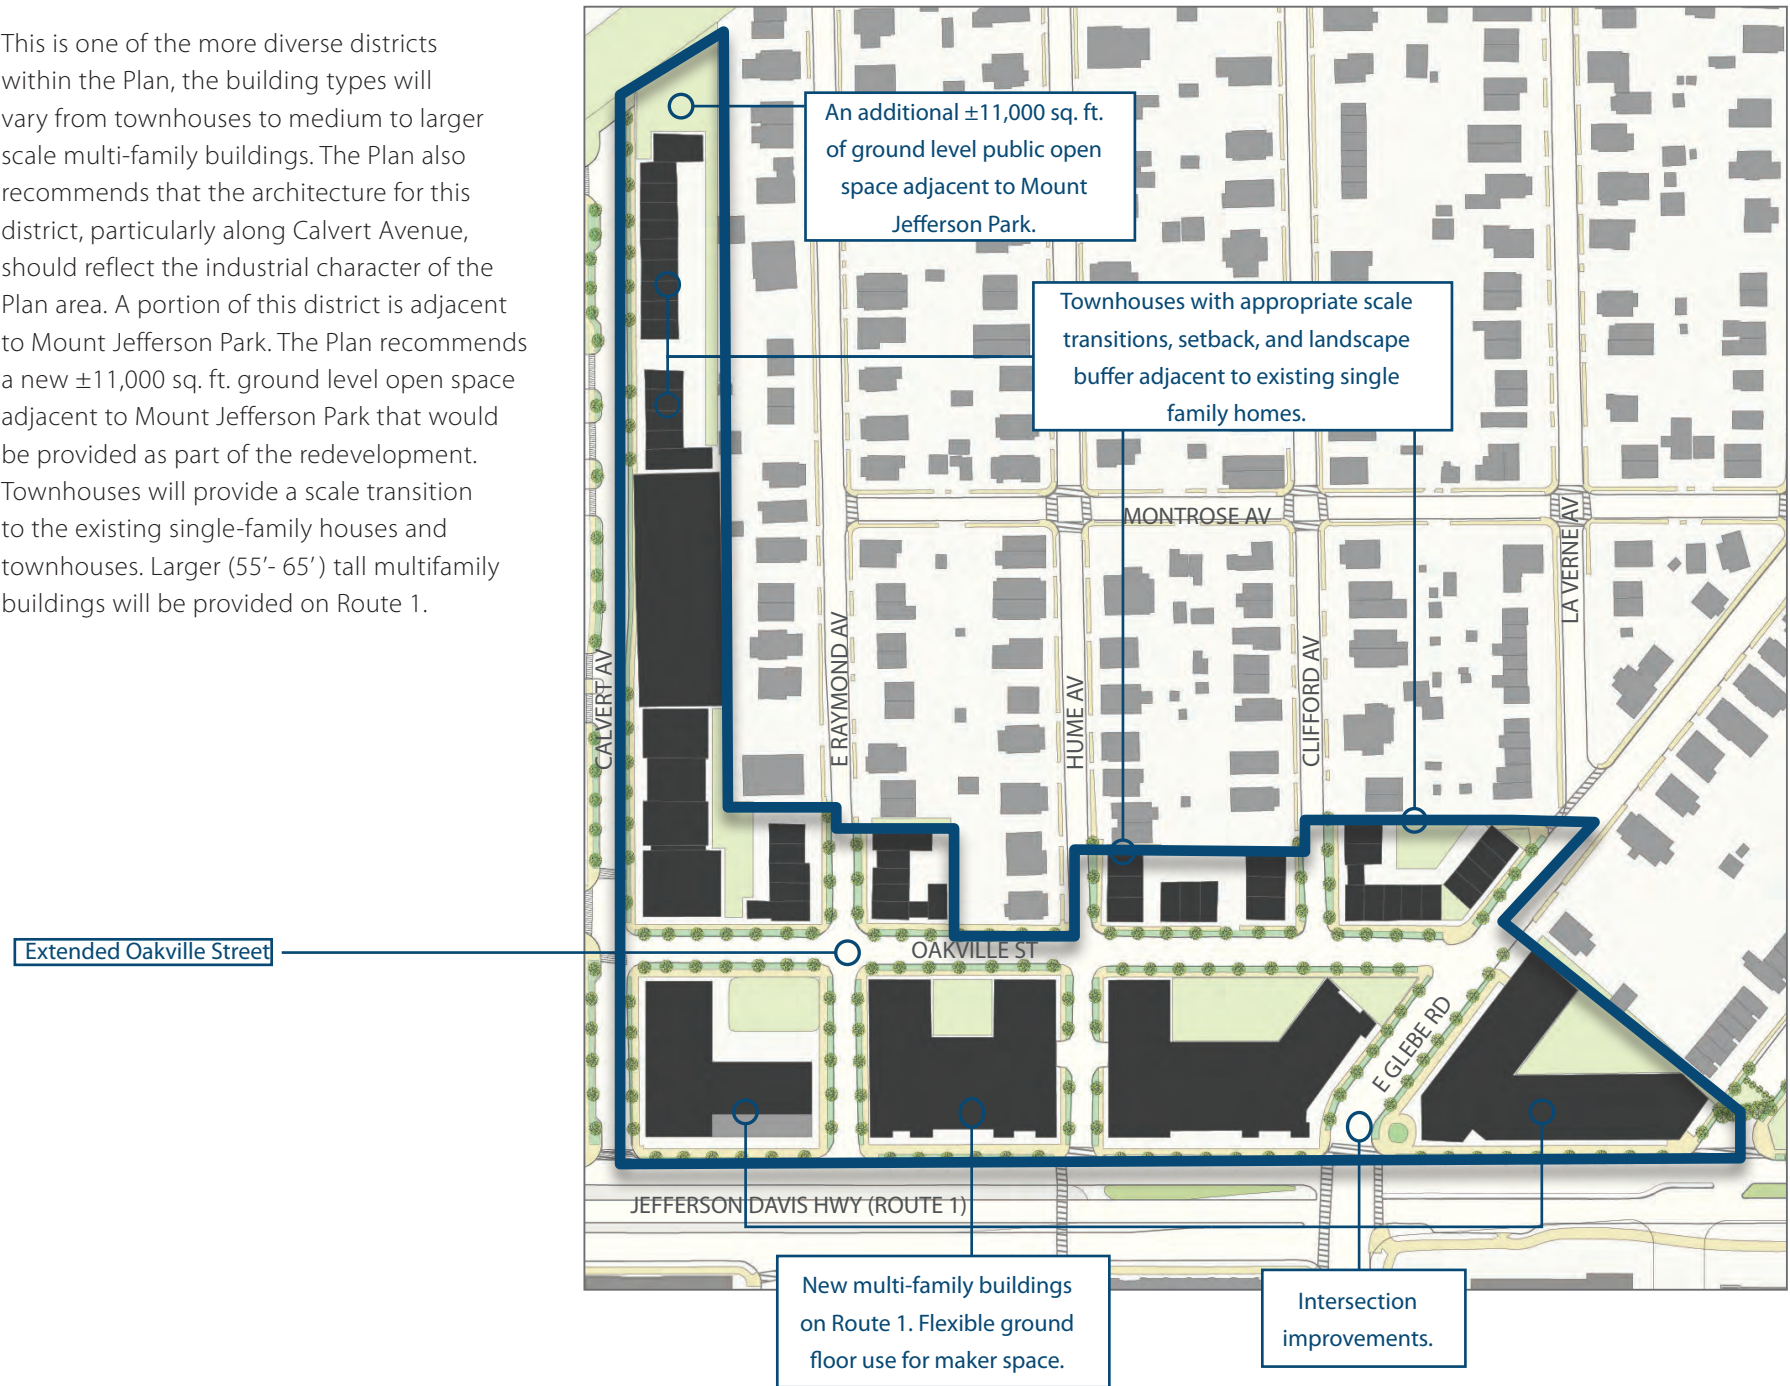 This is one of the more diverse districts
within the Plan, the building types will
vary from townhouses to medium to larger
scale multi-family buildings. The Plan also
recommends that the architecture for this
district, particularly along Calvert Avenue,
should reflect the industrial character of the
Plan area. A portion of this district is adjacent
to Mount Jefferson Park. The Plan recommends
a new ±11,000 sq. ft. ground level open space
adjacent to Mount Jefferson Park that would
be provided as part of the redevelopment.
Townhouses will provide a scale transition
to the existing single-family houses and
townhouses. Larger (55’- 65’ ) tall multifamily
buildings will be provided on Route 1.
An additional ±11,000 sq. ft.
of ground level public open
space adjacent to Mount
Jefferson Park.
Townhouses with appropriate scale
transitions, setback, and landscape
buffer adjacent to existing single
family homes.
MONTROSE AV
LA VERNE AV
CALVERT AV
E RAYMOND AV
HUME AV
CLIFFORD AV
Extended Oakville Street
OAKVILLE ST
E GLEBE RD
JEFFERSON DAVIS HWY (ROUTE 1)
New multi-family buildings
on Route 1. Flexible ground
floor use for maker space.
Intersection
improvements.